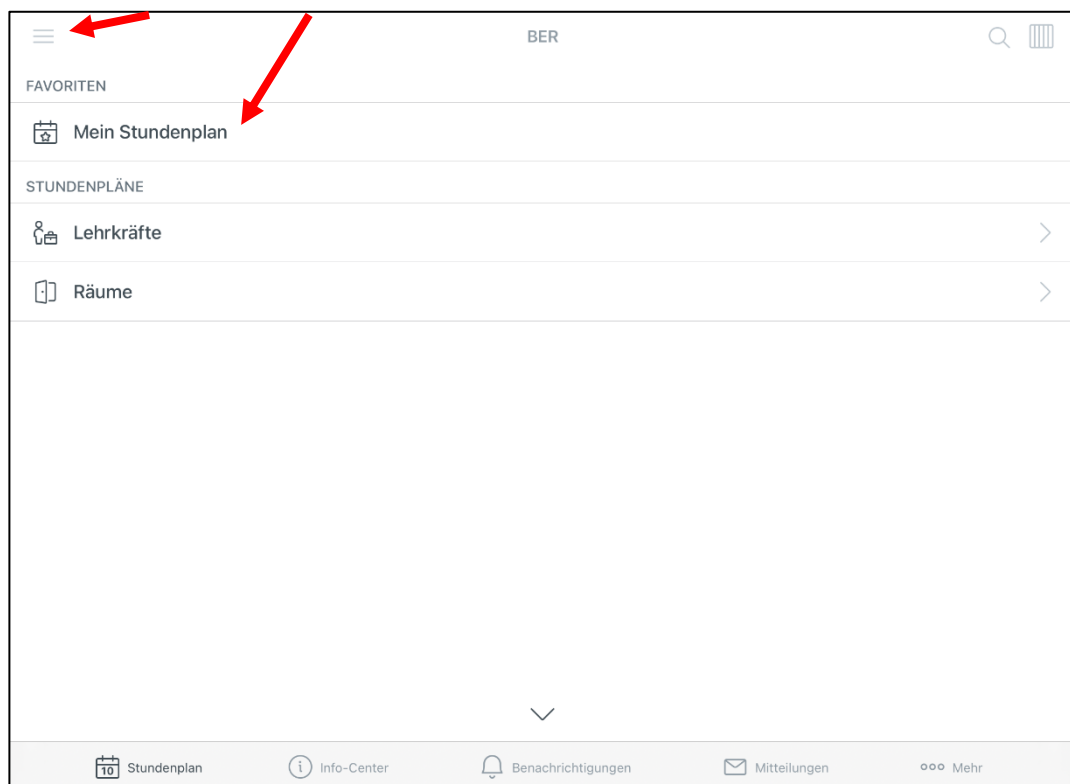 BER
FAVORITEN
Mein Stundenplan
STUNDENPLÄNE
Lehrkräfte
Räume
10 Stundenplan
i Info-Center
Benachrichtigungen
Mitteilungen
Mehr